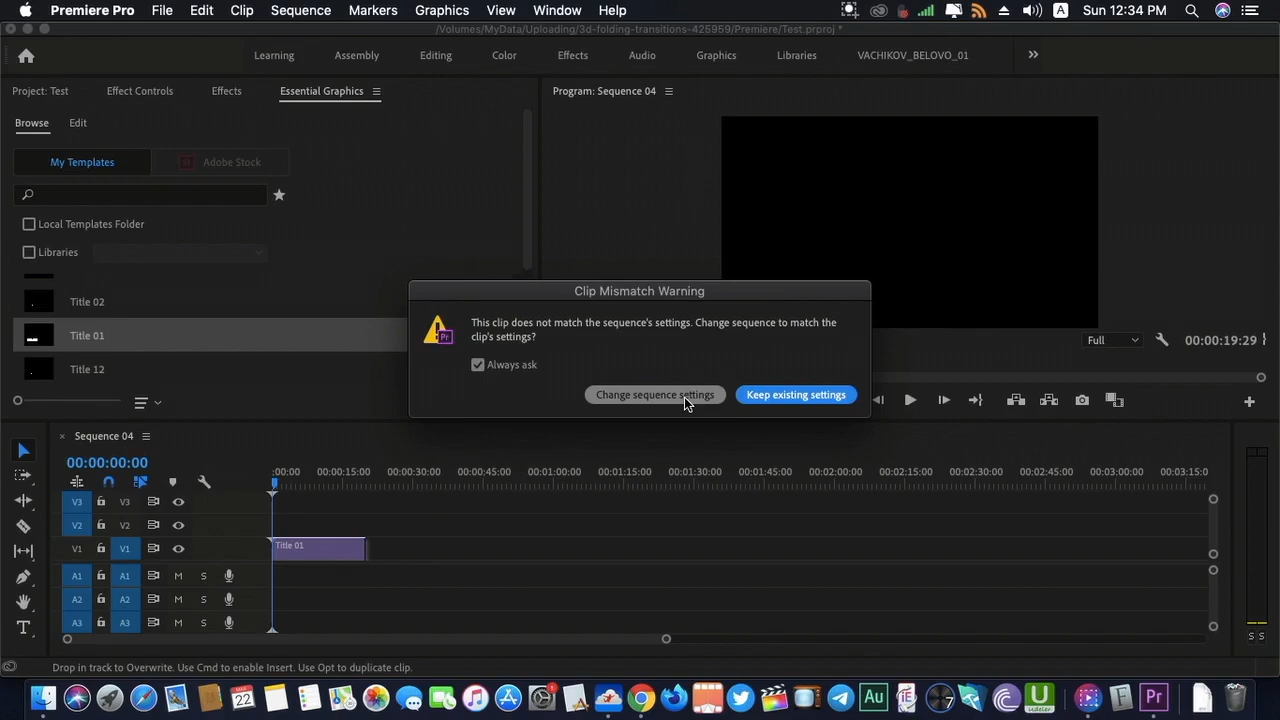 Premiere Pro File Edit Clip Sequence Markers Graphics View Window Help A Sun 12:34 PM
/Volumes/MyData/Uploading/3d-folding-transitions-425959/Premiere/Test.prproj *
Learning Assembly Editing Color Effects Audio Graphics Libraries VACHIKOV_BELOVO_01
Project: Test Effect Controls Effects Essential Graphics Program: Sequence 04
Browse Edit
My Templates Adobe Stock
Local Templates Folder
Libraries
Title 02
Title 01
Title 12
Clip Mismatch Warning
This clip does not match the sequence's settings. Change sequence to match the
clip's settings?
Always ask
Change sequence settings Keep existing settings
Full 00:00:19:29
Sequence 04
00:00:00:00
:00:00 00:00:15:00 00:00:30:00 00:00:45:00 00:01:00:00 00:01:15:00 00:01:30:00 00:01:45:00 00:02:00:00 00:02:15:00 00:02:30:00 00:02:45:00 00:03:00:00 00:03:15:0
V3 V3
V2 V2
V1 V1 Title 01
A1 A1 M S
A2 A2 M S
A3 A3 M S
S S
Drop in track to Overwrite. Use Cmd to enable Insert. Use Opt to duplicate clip.